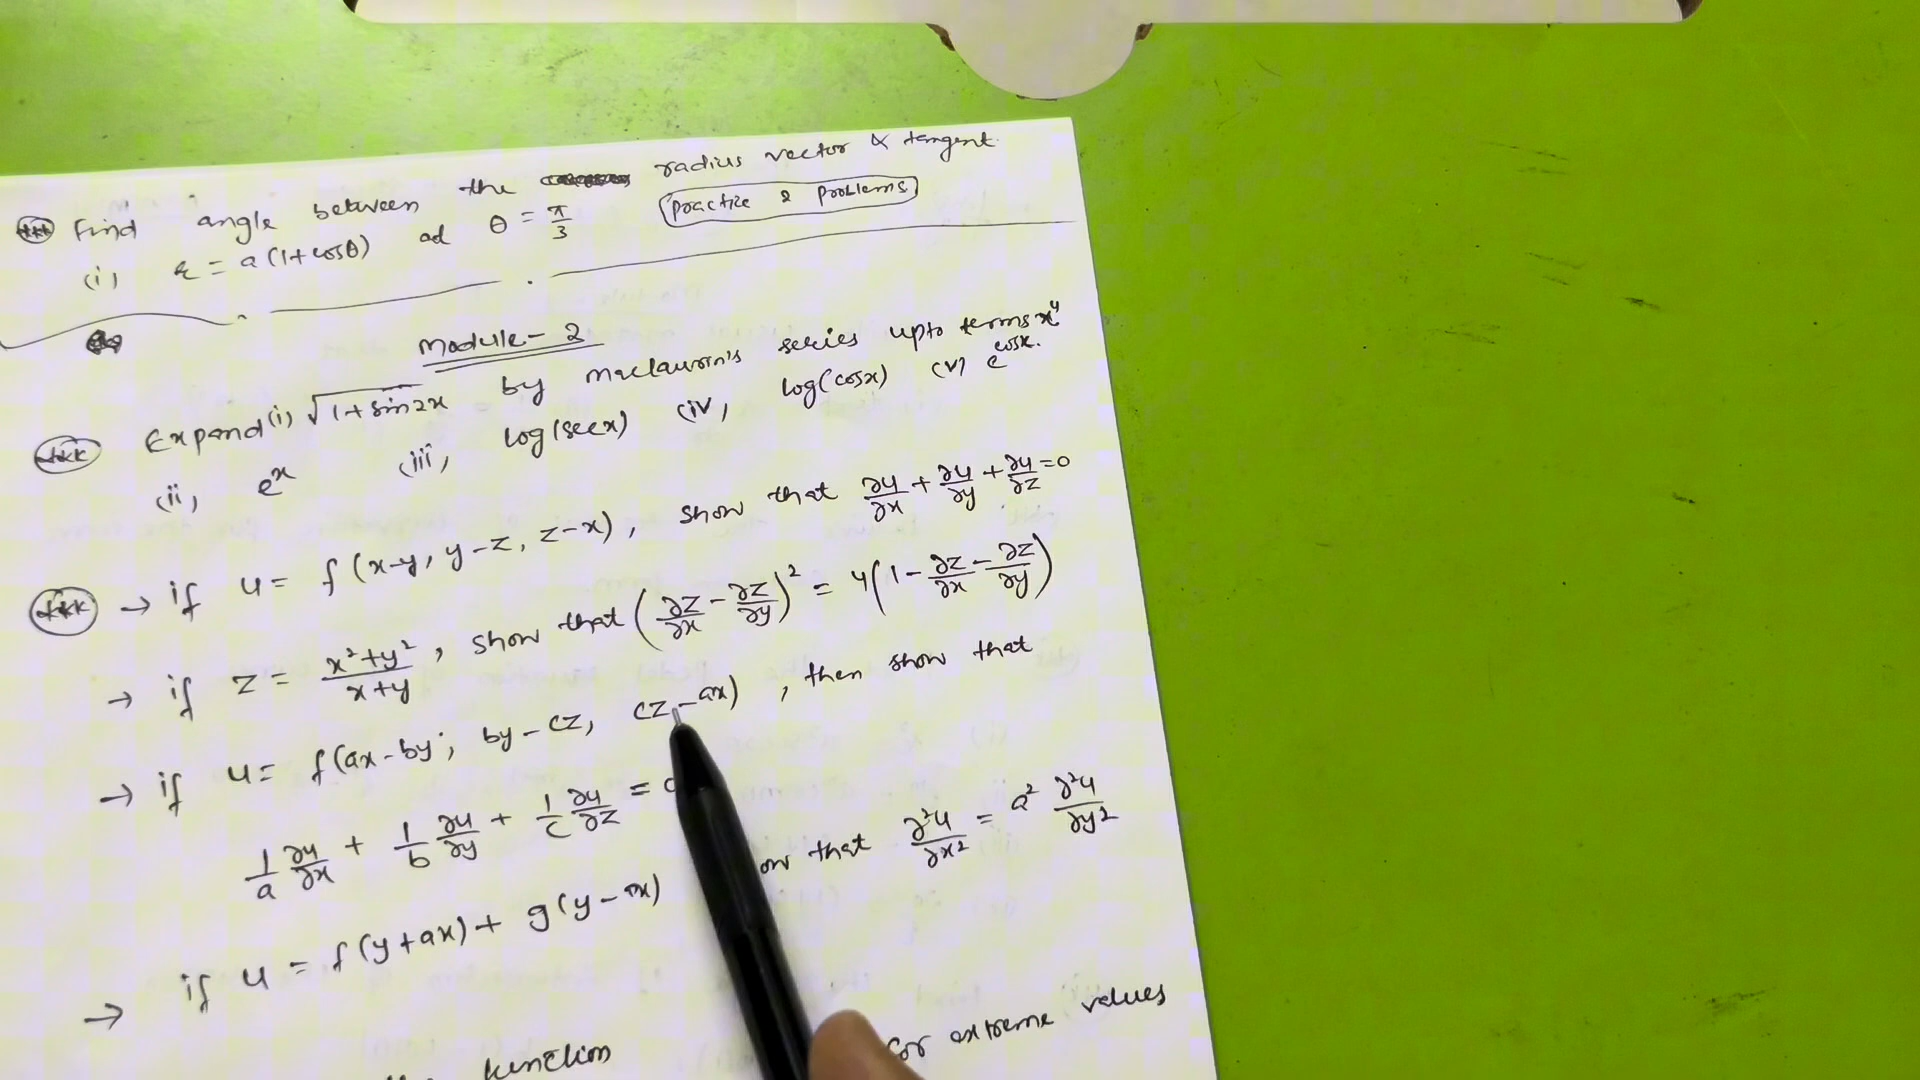 *** Find angle between the radius vector & tangent.
(i) r = a(1+cosθ) at θ = π/3 Practice 2 problems
Module - 2
*** Expand (i) √1+sin2x by maclaurin's series upto terms x⁴
(ii) e^x (iii) log(secx) (iv) log(cosx) (v) e^cosx.
*** → if u = f(x-y, y-z, z-x), show that ∂u/∂x + ∂u/∂y + ∂u/∂z = 0
→ if z = x²+y²/x+y, show that (∂z/∂x - ∂z/∂y)² = 4(1 - ∂z/∂x - ∂z/∂y)
→ if u = f(ax-by, by-cz, cz-ax), then show that
1/a ∂u/∂x + 1/b ∂u/∂y + 1/c ∂u/∂z = 0
→ if u = f(y+ax) + g(y-ax) ow that ∂²u/∂x² = a² ∂²u/∂y²
function for extreme values